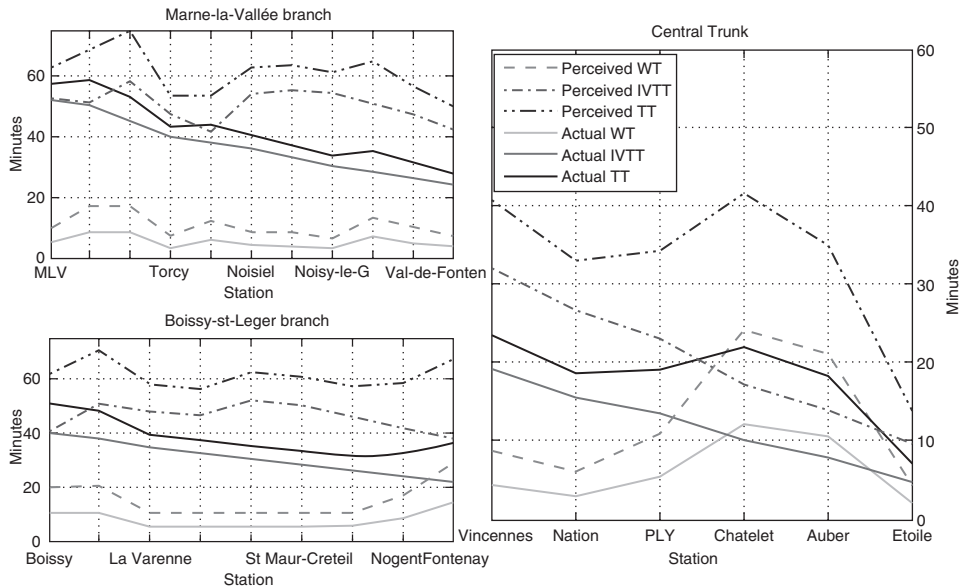 Marne-la-Vallée branch
60
40
20
0
Minutes
MLV Torcy Noisiel Noisy-le-G Val-de-Fonten
Station
Boissy-st-Leger branch
60
40
20
0
Minutes
Boissy La Varenne St Maur-Creteil Nogent Fontenay
Station
Central Trunk
Perceived WT
Perceived IVTT
Perceived TT
Actual WT
Actual IVTT
Actual TT
60
50
40
30
20
10
0
Minutes
Vincennes Nation PLY Chatelet Auber Etoile
Station